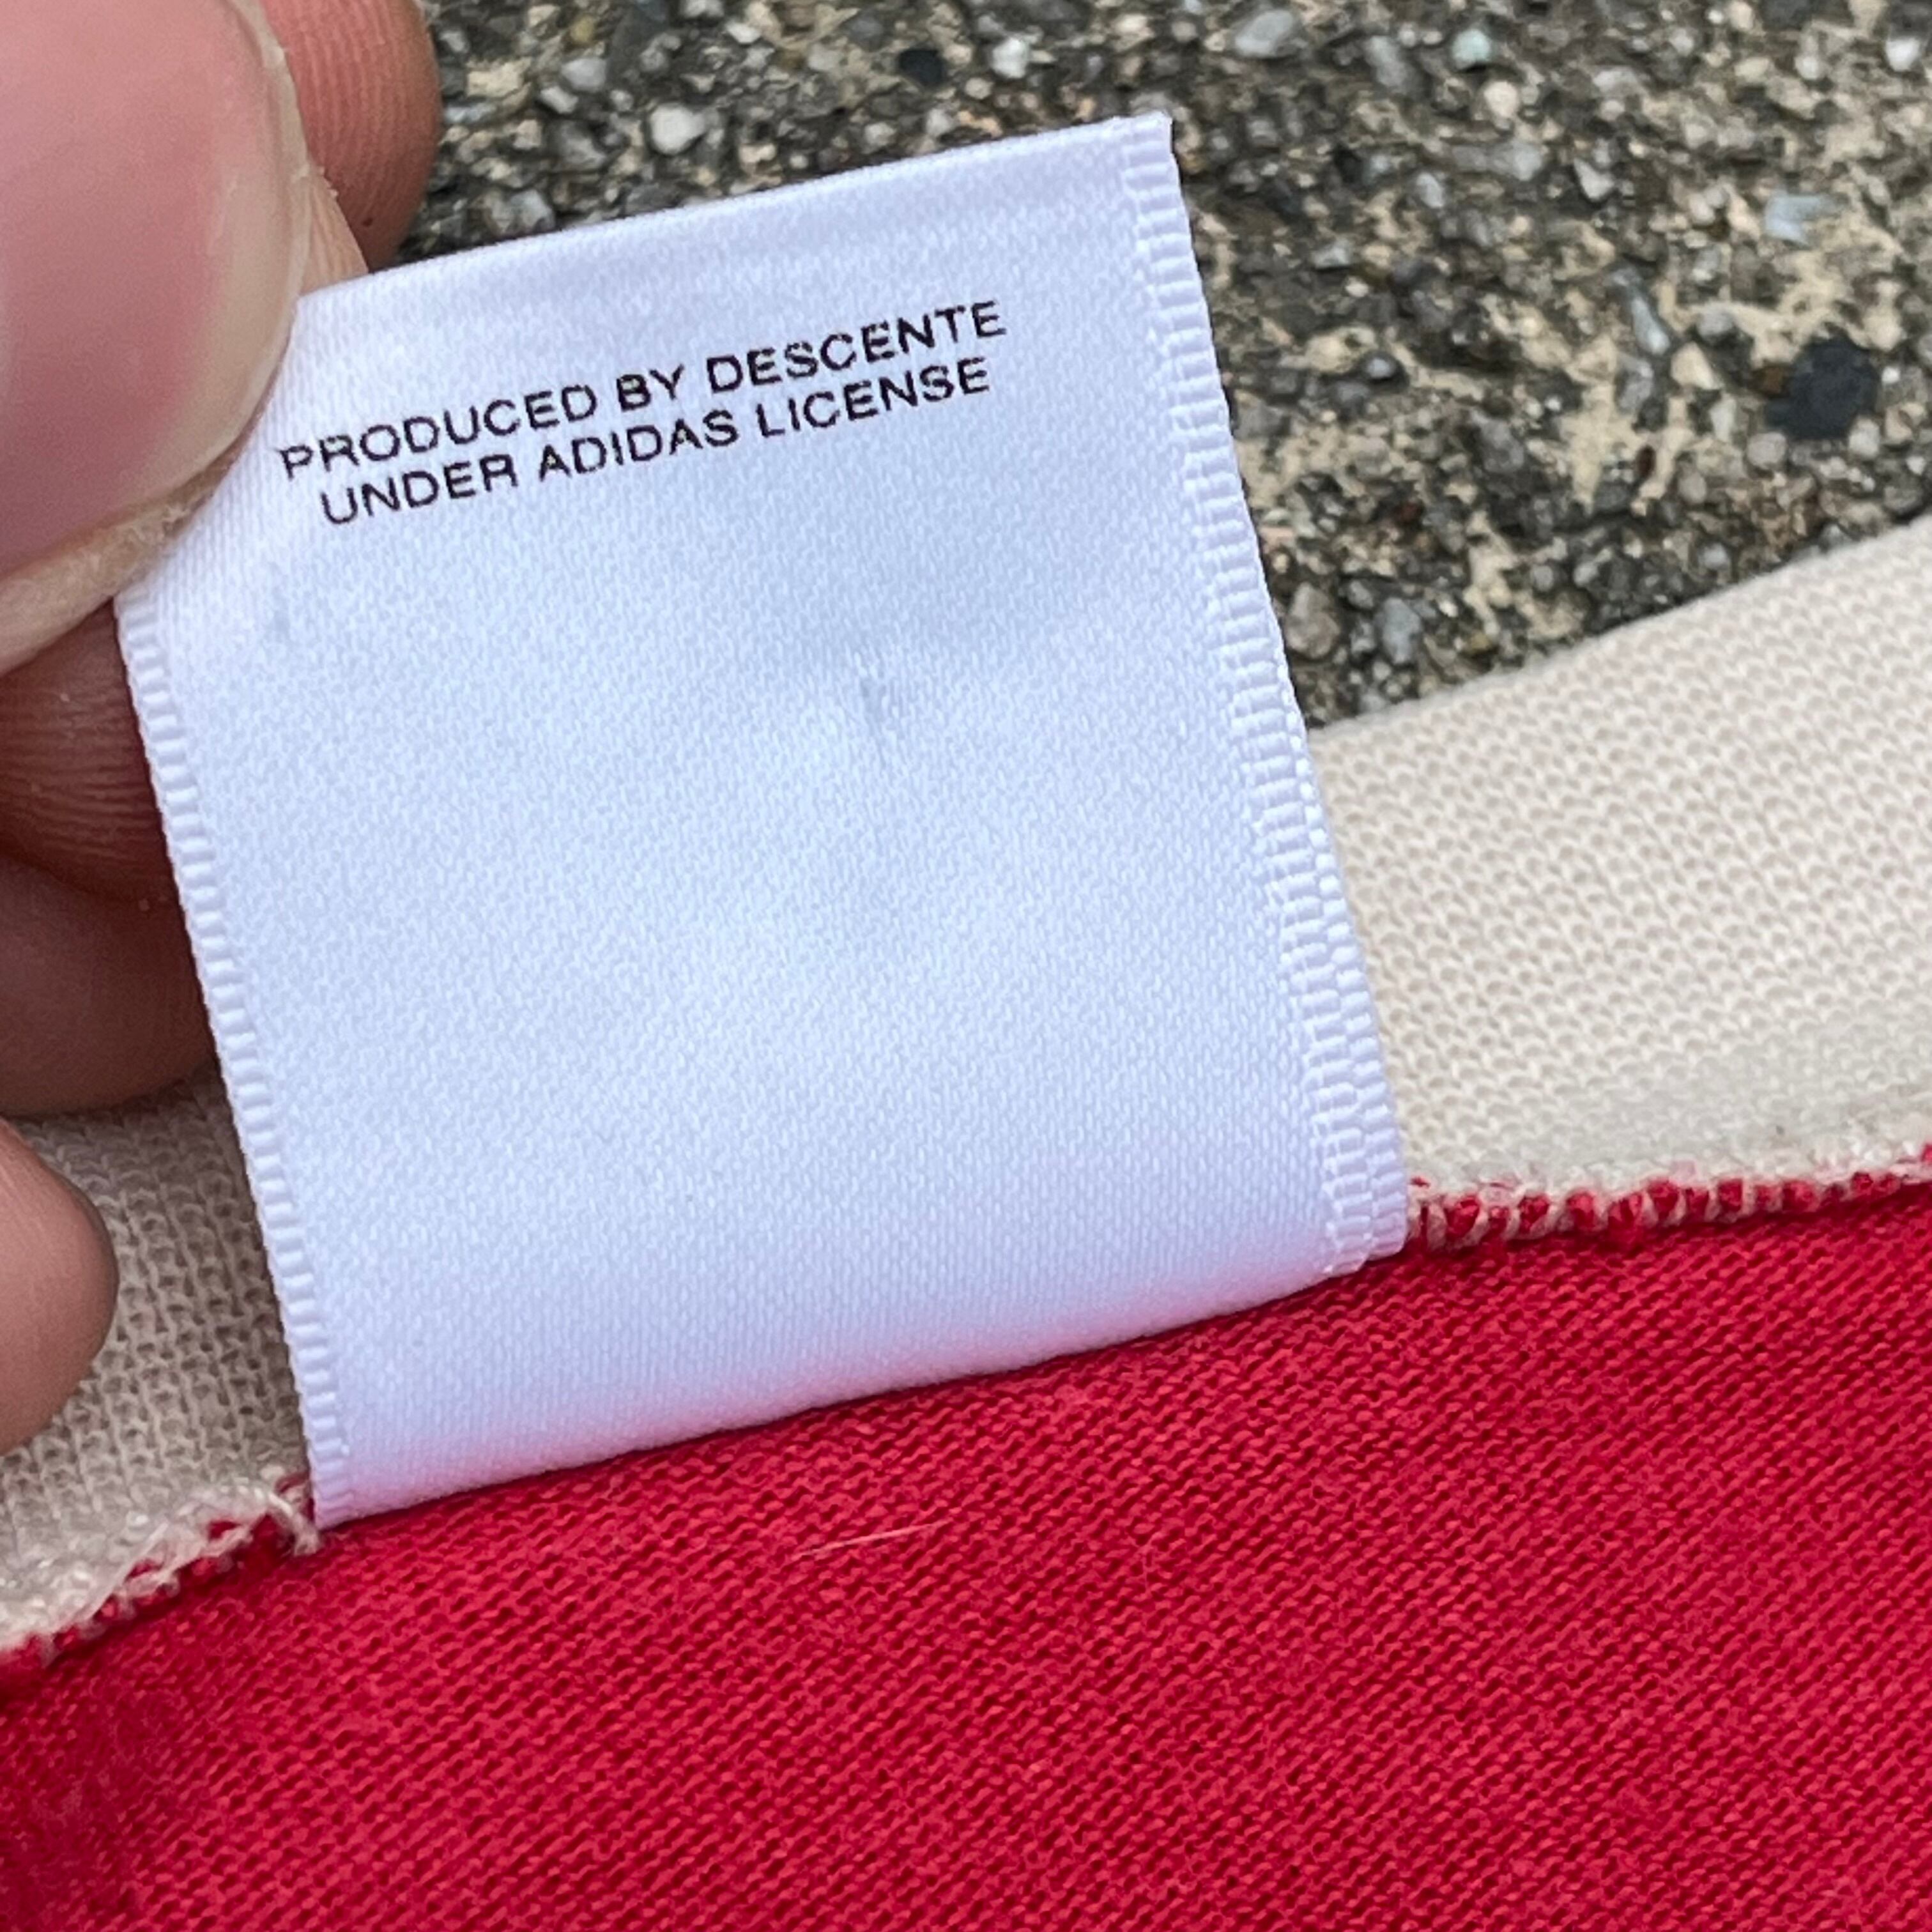 PRODUCED BY DESCENTE
UNDER ADIDAS LICENSE